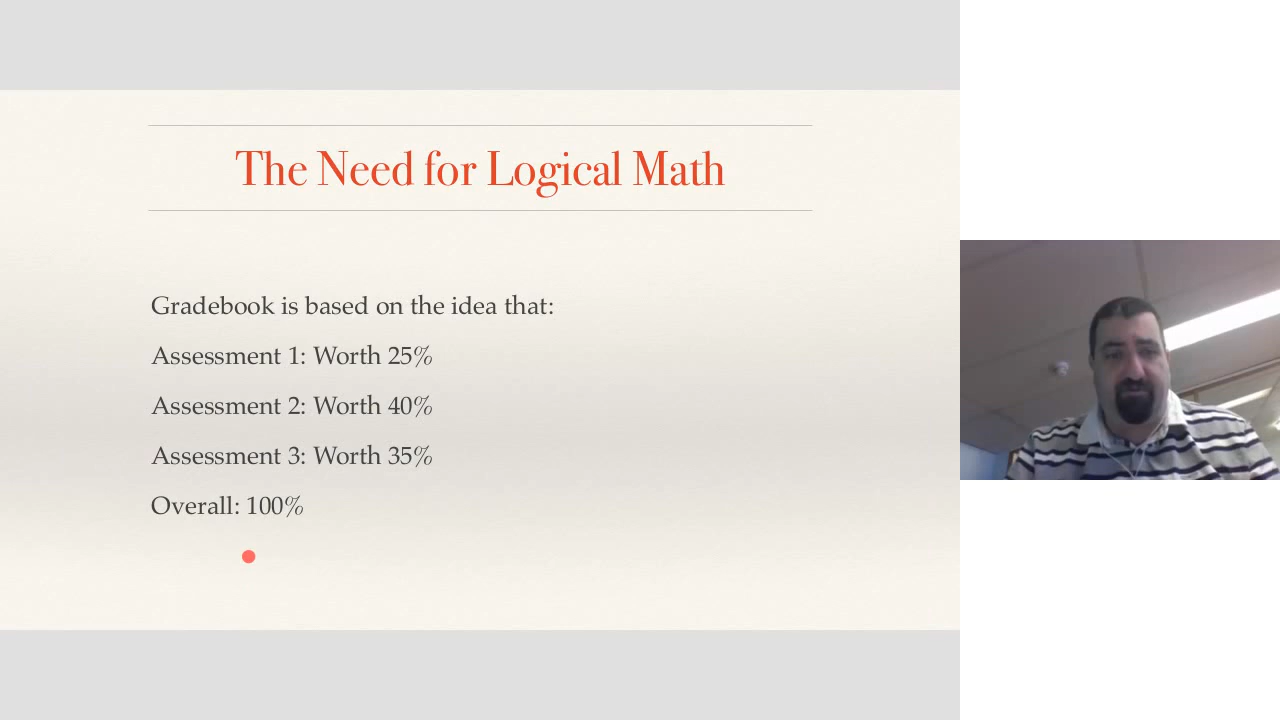 The Need for Logical Math
Gradebook is based on the idea that:
Assessment 1: Worth 25%
Assessment 2: Worth 40%
Assessment 3: Worth 35%
Overall: 100%